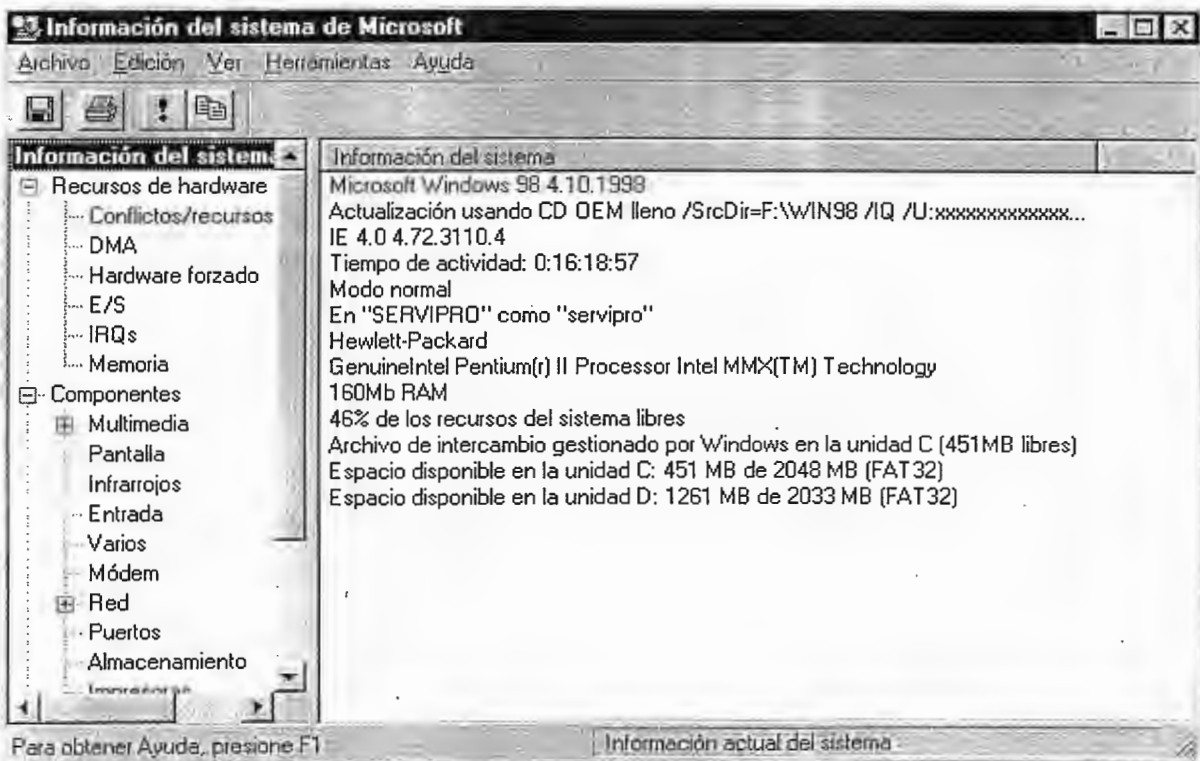 Información del sistema de Microsoft
Archivo Edición Ver Herramientas Ayuda
Información del sistema
Recursos de hardware
Conflictos/recursos
DMA
Hardware forzado
E/S
IRQs
Memoria
Componentes
Multimedia
Pantalla
Infrarrojos
Entrada
Varios
Módem
Red
Puertos
Almacenamiento
Impresoras
Información del sistema
Microsoft Windows 98 4.10.1998
Actualización usando CD OEM lleno /SrcDir=F:\WIN98 /IQ /U:xxxxxxxxxxxxx...
IE 4.0 4.72.3110.4
Tiempo de actividad: 0:16:18:57
Modo normal
En "SERVIPRO" como "servipro"
Hewlett-Packard
GenuineIntel Pentium(r) II Processor Intel MMX(TM) Technology
160Mb RAM
46% de los recursos del sistema libres
Archivo de intercambio gestionado por Windows en la unidad C (451MB libres)
Espacio disponible en la unidad C: 451 MB de 2048 MB (FAT32)
Espacio disponible en la unidad D: 1261 MB de 2033 MB (FAT32)
Para obtener Ayuda, presione F1
Información actual del sistema